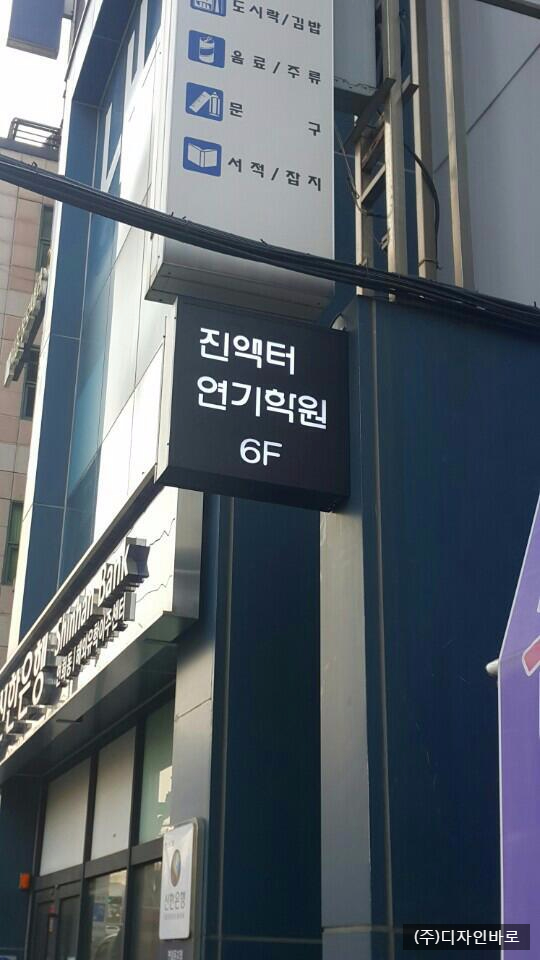 도시락/김밥
음료/주류
문구
서적/잡지
진액터
연기학원
6F
신한은행 Shinhan Bank
신한은행
(주)디자인바로